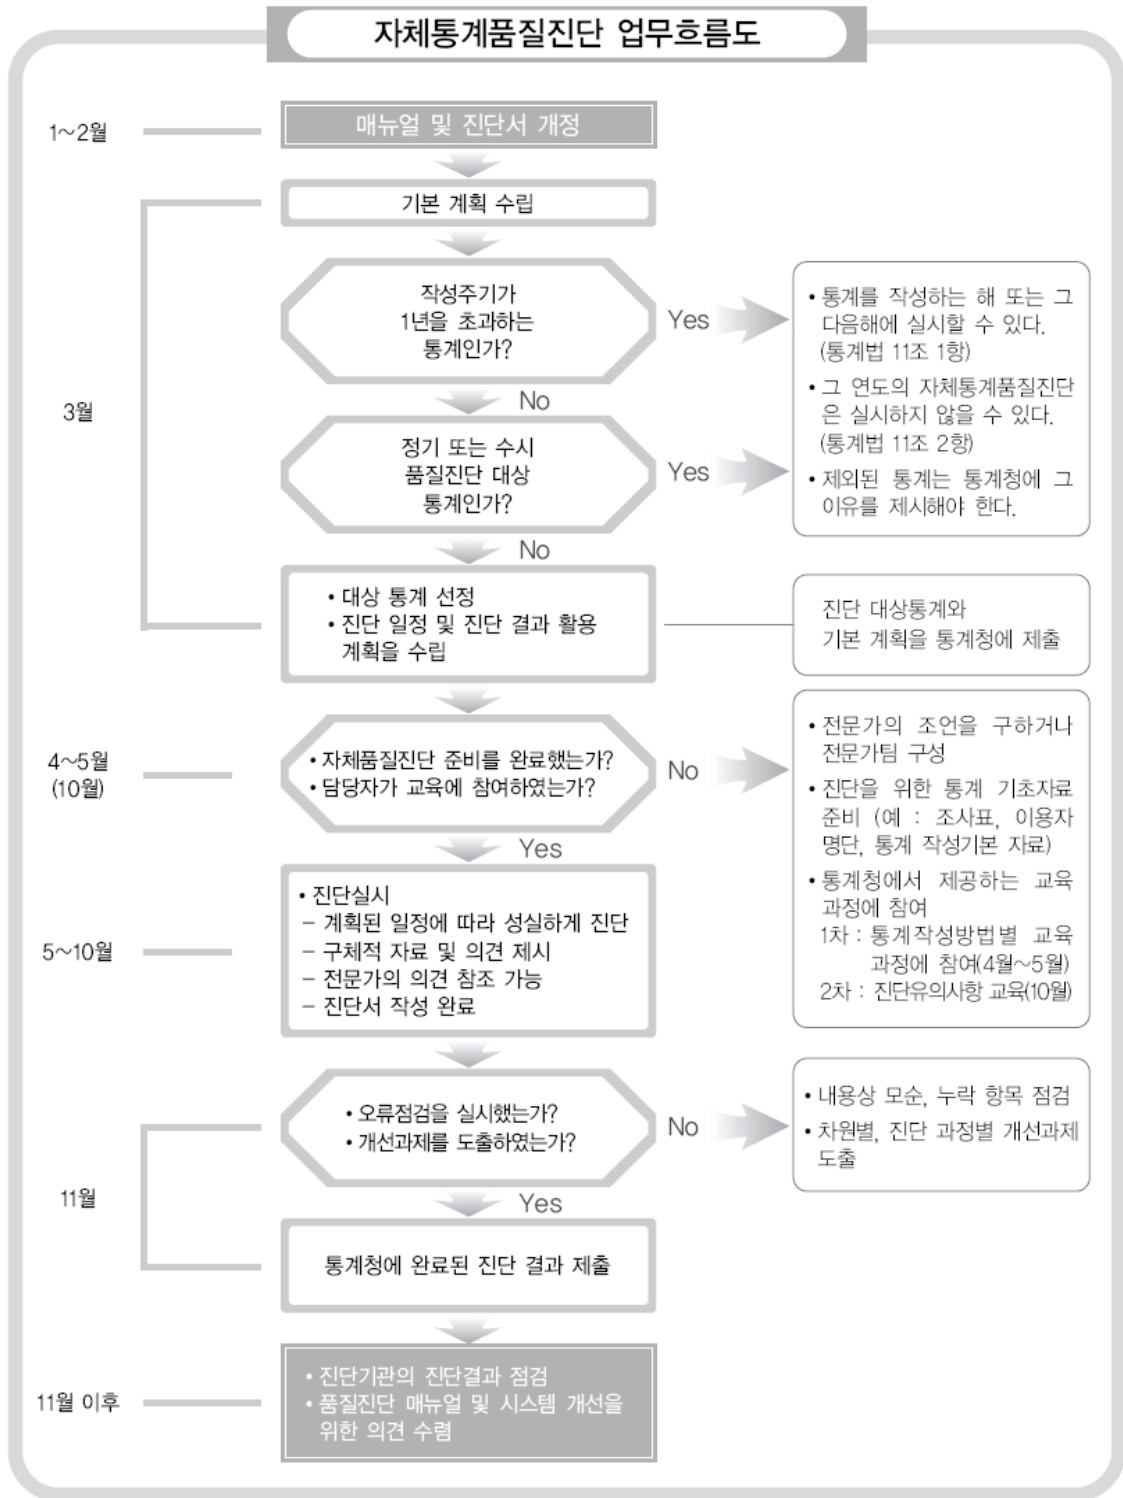 자체통계품질진단 업무흐름도
1~2월
매뉴얼 및 진단서 개정
기본 계획 수립
3월
작성주기가
1년을 초과하는
통계인가?
Yes
• 통계를 작성하는 해 또는 그
다음해에 실시할 수 있다.
(통계법 11조 1항)
• 그 연도의 자체통계품질진단
은 실시하지 않을 수 있다.
(통계법 11조 2항)
• 제외된 통계는 통계청에 그
이유를 제시해야 한다.
No
정기 또는 수시
품질진단 대상
통계인가?
Yes
No
• 대상 통계 선정
• 진단 일정 및 진단 결과 활용
계획을 수립
진단 대상통계와
기본 계획을 통계청에 제출
4~5월
(10월)
• 자체품질진단 준비를 완료했는가?
• 담당자가 교육에 참여하였는가?
No
• 전문가의 조언을 구하거나
전문가팀 구성
• 진단을 위한 통계 기초자료
준비 (예 : 조사표, 이용자
명단, 통계 작성기본 자료)
• 통계청에서 제공하는 교육
과정에 참여
1차 : 통계작성방법별 교육
과정에 참여(4월~5월)
2차 : 진단유의사항 교육(10월)
Yes
5~10월
• 진단실시
– 계획된 일정에 따라 성실하게 진단
– 구체적 자료 및 의견 제시
– 전문가의 의견 참조 가능
– 진단서 작성 완료
11월
• 오류점검을 실시했는가?
• 개선과제를 도출하였는가?
No
• 내용상 모순, 누락 항목 점검
• 차원별, 진단 과정별 개선과제
도출
Yes
통계청에 완료된 진단 결과 제출
11월 이후
• 진단기관의 진단결과 점검
• 품질진단 매뉴얼 및 시스템 개선을
위한 의견 수렴